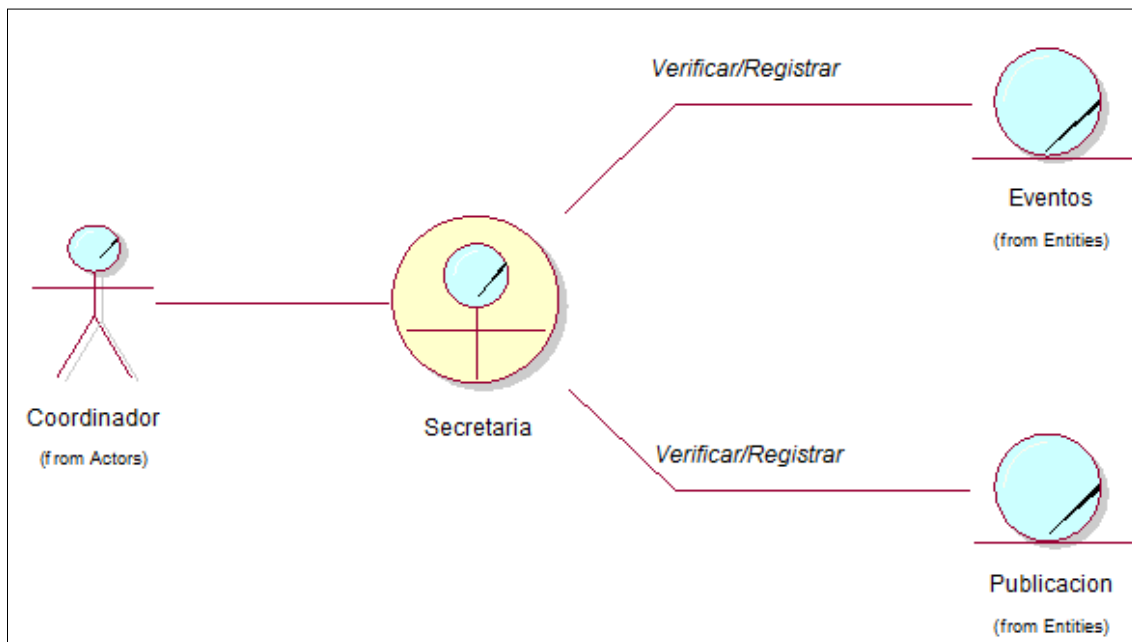 Verificar/Registrar
Eventos
(from Entities)
Coordinador
(from Actors)
Secretaria
Verificar/Registrar
Publicacion
(from Entities)